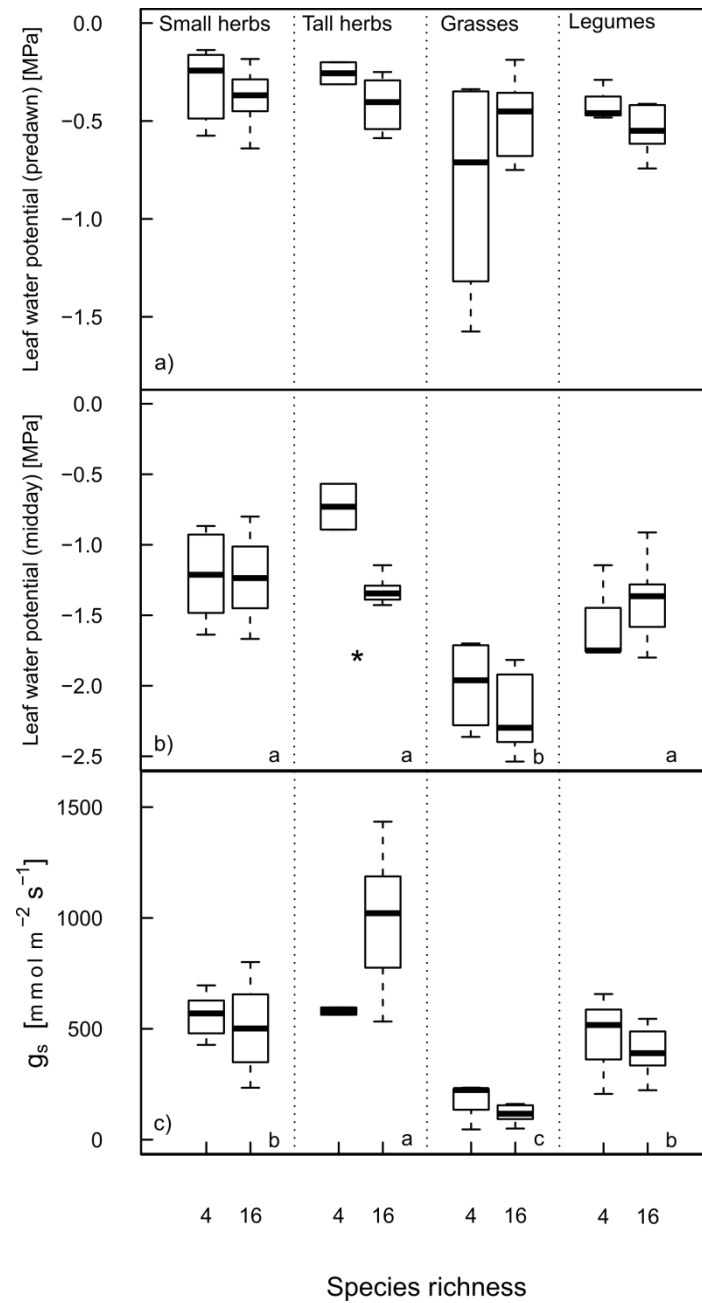 Small herbs Tall herbs Grasses Legumes
Leaf water potential (predawn) [MPa]
0.0
−0.5
−1.0
−1.5
a)
Leaf water potential (midday) [MPa]
0.0
−0.5
−1.0
−1.5
−2.0
−2.5
*
b) a a b a
gs [mmol m−2 s−1]
1500
1000
500
0
c) b a c b
4 16 4 16 4 16 4 16
Species richness